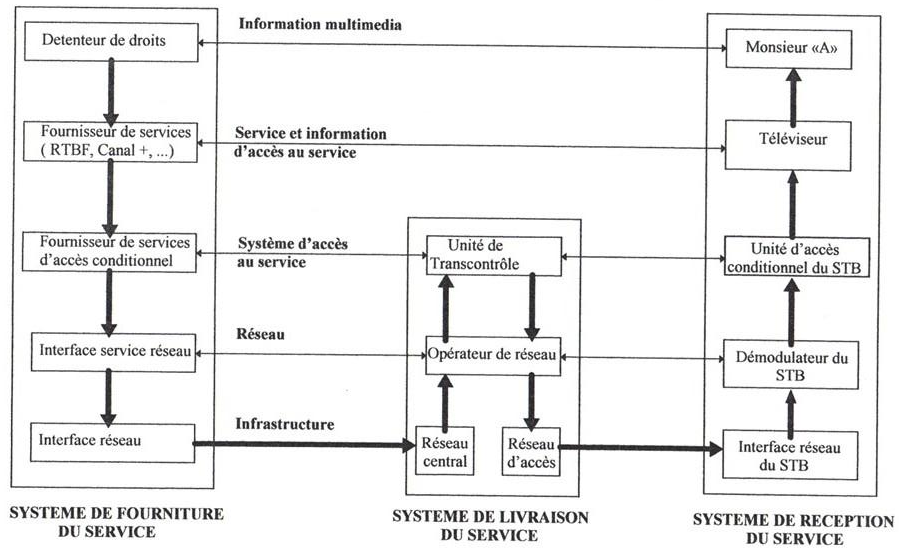 Information multimedia
Detenteur de droits
Monsieur «A»
Fournisseur de services
( RTBF, Canal +, ...)
Service et information
d'accès au service
Téléviseur
Fournisseur de services
d'accès conditionnel
Système d'accès
au service
Unité de
Transcontrôle
Unité d'accès
conditionnel du STB
Interface service réseau
Réseau
Opérateur de réseau
Démodulateur du
STB
Interface réseau
Infrastructure
Réseau
central
Réseau
d'accès
Interface réseau
du STB
SYSTEME DE FOURNITURE
DU SERVICE
SYSTEME DE LIVRAISON
DU SERVICE
SYSTEME DE RECEPTION
DU SERVICE